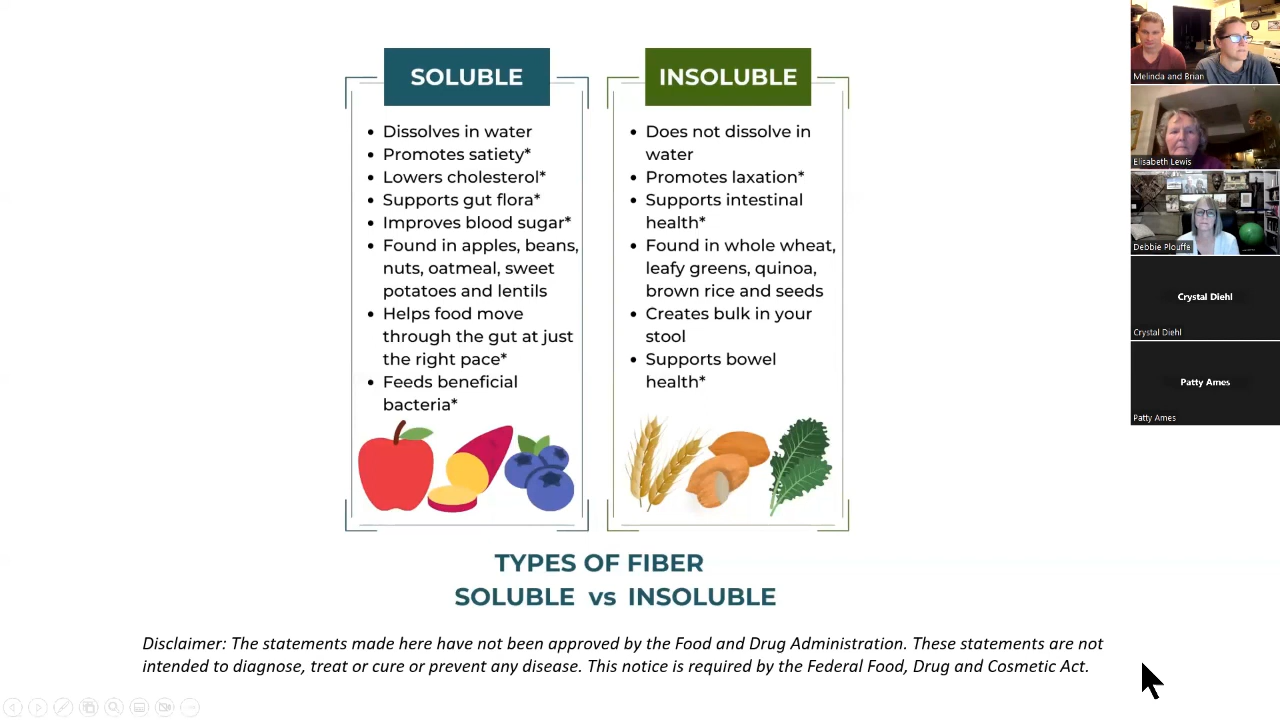 SOLUBLE
Dissolves in water
Promotes satiety*
Lowers cholesterol*
Supports gut flora*
Improves blood sugar*
Found in apples, beans,
nuts, oatmeal, sweet
potatoes and lentils
Helps food move
through the gut at just
the right pace*
Feeds beneficial
bacteria*
INSOLUBLE
Does not dissolve in
water
Promotes laxation*
Supports intestinal
health*
Found in whole wheat,
leafy greens, quinoa,
brown rice and seeds
Creates bulk in your
stool
Supports bowel
health*
TYPES OF FIBER
SOLUBLE vs INSOLUBLE
Disclaimer: The statements made here have not been approved by the Food and Drug Administration. These statements are not
intended to diagnose, treat or cure or prevent any disease. This notice is required by the Federal Food, Drug and Cosmetic Act.
Melinda and Brian
Elisabeth Lewis
Debbie Plouffe
Crystal Diehl
Crystal Diehl
Patty Ames
Patty Ames